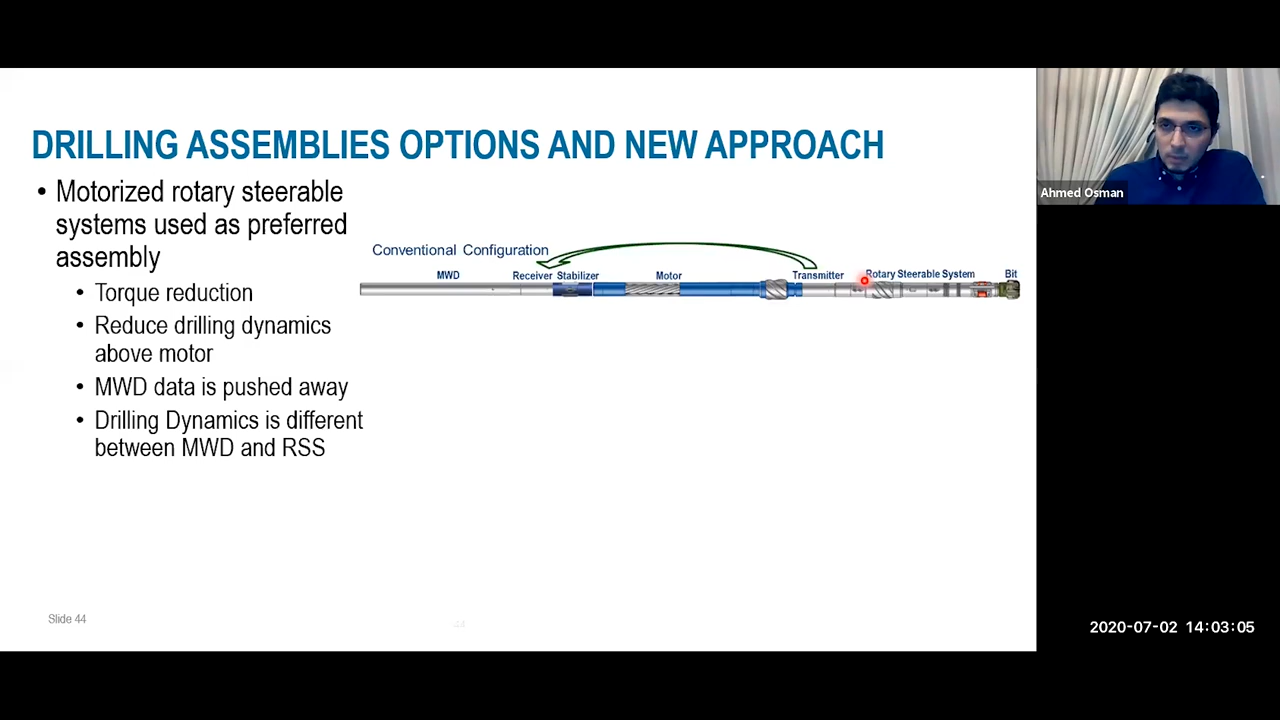 DRILLING ASSEMBLIES OPTIONS AND NEW APPROACH
• Motorized rotary steerable
systems used as preferred
assembly
• Torque reduction
• Reduce drilling dynamics
above motor
• MWD data is pushed away
• Drilling Dynamics is different
between MWD and RSS
Conventional Configuration
MWD Receiver Stabilizer Motor Transmitter Rotary Steerable System Bit
Ahmed Osman
Slide 44
44
2020-07-02 14:03:05